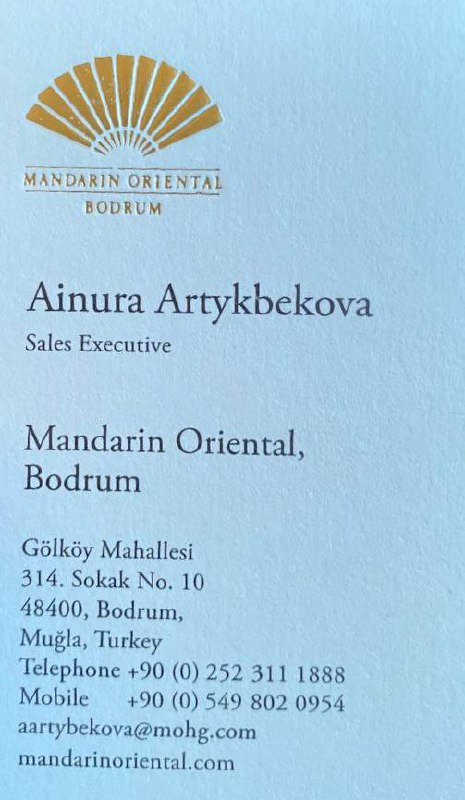 MANDARIN ORIENTAL
BODRUM
Ainura Artykbekova
Sales Executive
Mandarin Oriental,
Bodrum
Gölköy Mahallesi
314. Sokak No. 10
48400, Bodrum,
Muğla, Turkey
Telephone +90 (0) 252 311 1888
Mobile +90 (0) 549 802 0954
aartybekova@mohg.com
mandarinoriental.com